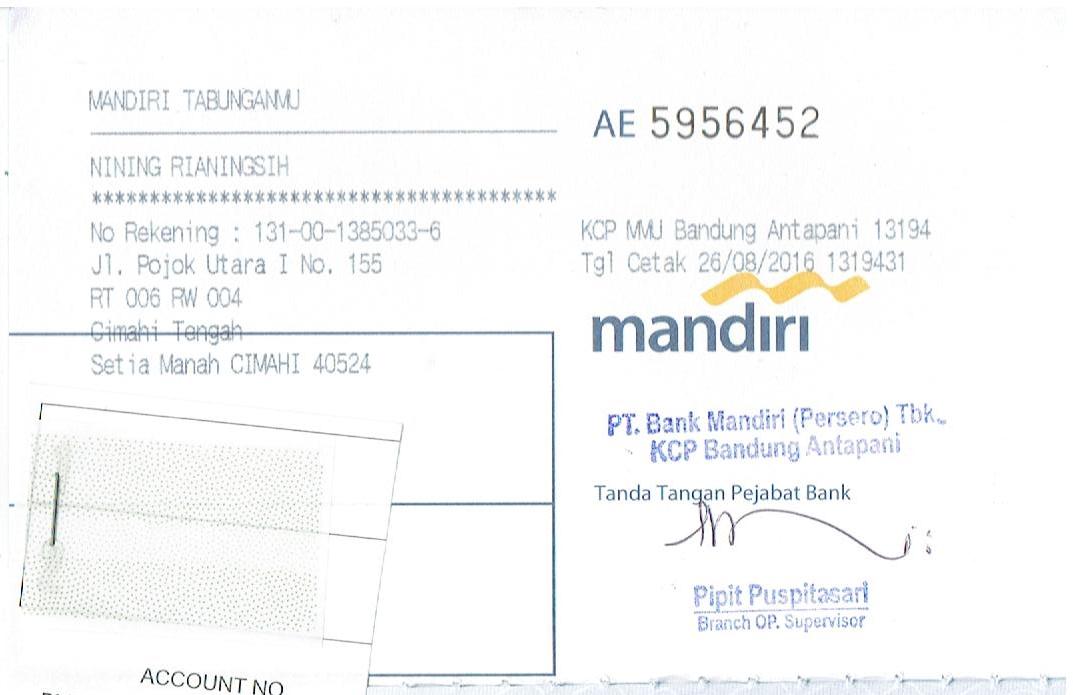 MANDIRI TABUNGANMU
NINING RIANINGSIH
****************************************
No Rekening : 131-00-1385033-6
Jl. Pojok Utara I No. 155
RT 006 RW 004
Cimahi Tengah
Setia Manah CIMAHI 40524
ACCOUNT NO
AE 5956452
KCP MMU Bandung Antapani 13194
Tgl Cetak 26/08/2016 1319431
mandırı
PT. Bank Mandiri (Persero) Tbk.
KCP Bandung Antapani
Tanda Tangan Pejabat Bank
Pipit Puspitasari
Branch OP. Supervisor